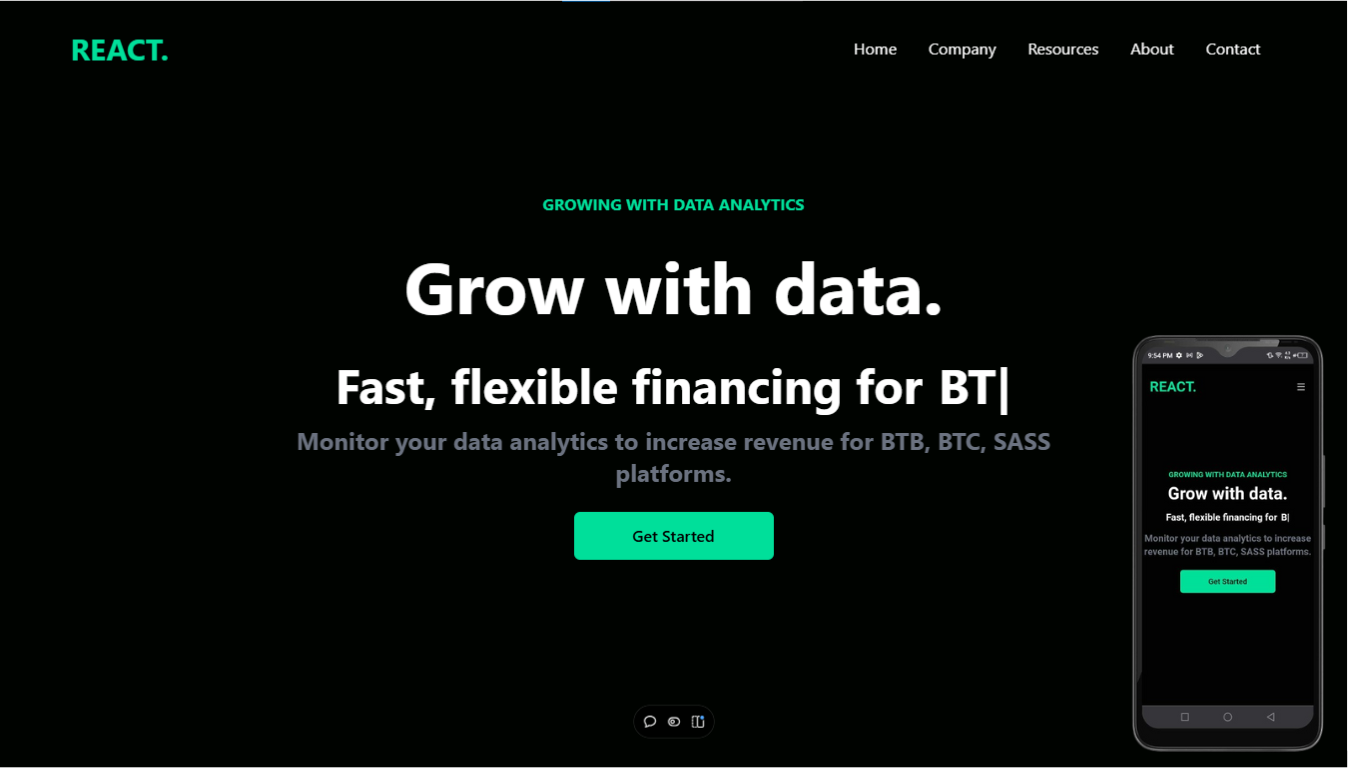 REACT.
Home Company Resources About Contact
GROWING WITH DATA ANALYTICS
Grow with data.
Fast, flexible financing for BT|
Monitor your data analytics to increase revenue for BTB, BTC, SASS
platforms.
Get Started
9:54 PM
REACT.
GROWING WITH DATA ANALYTICS
Grow with data.
Fast, flexible financing for B|
Monitor your data analytics to increase
revenue for BTB, BTC, SASS platforms.
Get Started